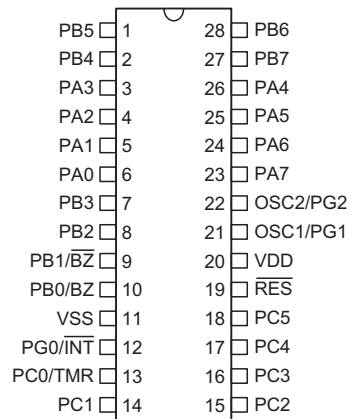 PB5 1 28 PB6
PB4 2 27 PB7
PA3 3 26 PA4
PA2 4 25 PA5
PA1 5 24 PA6
PA0 6 23 PA7
PB3 7 22 OSC2/PG2
PB2 8 21 OSC1/PG1
PB1/B̅Z̅ 9 20 VDD
PB0/BZ 10 19 R̅E̅S̅
VSS 11 18 PC5
PG0/I̅N̅T̅ 12 17 PC4
PC0/TMR 13 16 PC3
PC1 14 15 PC2